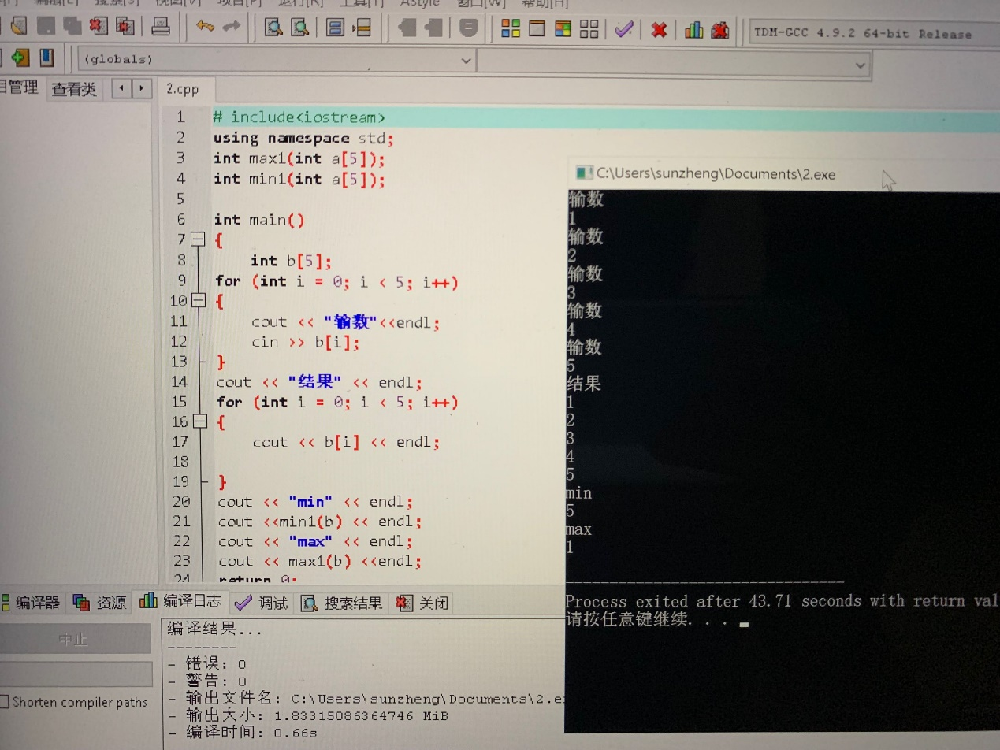 TDM-GCC 4.9.2 64-bit Release
(globals)
目管理 查看类
2.cpp
1 # include<iostream>
2 using namespace std;
3 int max1(int a[5]);
4 int min1(int a[5]);
5
6 int main()
7 {
8 int b[5];
9 for (int i = 0; i < 5; i++)
10 {
11 cout << "输数"<<endl;
12 cin >> b[i];
13 }
14 cout << "结果" << endl;
15 for (int i = 0; i < 5; i++)
16 {
17 cout << b[i] << endl;
18
19 }
20 cout << "min" << endl;
21 cout <<min1(b) << endl;
22 cout << "max" << endl;
23 cout << max1(b) <<endl;
24 return 0;
C:\Users\sunzheng\Documents\2.exe
输数
1
输数
2
输数
3
输数
4
输数
5
结果
1
2
3
4
5
min
5
max
1
--------------------------------
Process exited after 43.71 seconds with return val
请按任意键继续. . .
编译器 资源 编译日志 调试 搜索结果 关闭
中止
Shorten compiler paths
编译结果...
--------
- 错误: 0
- 警告: 0
- 输出文件名: C:\Users\sunzheng\Documents\2.e
- 输出大小: 1.83315086364746 MiB
- 编译时间: 0.66s